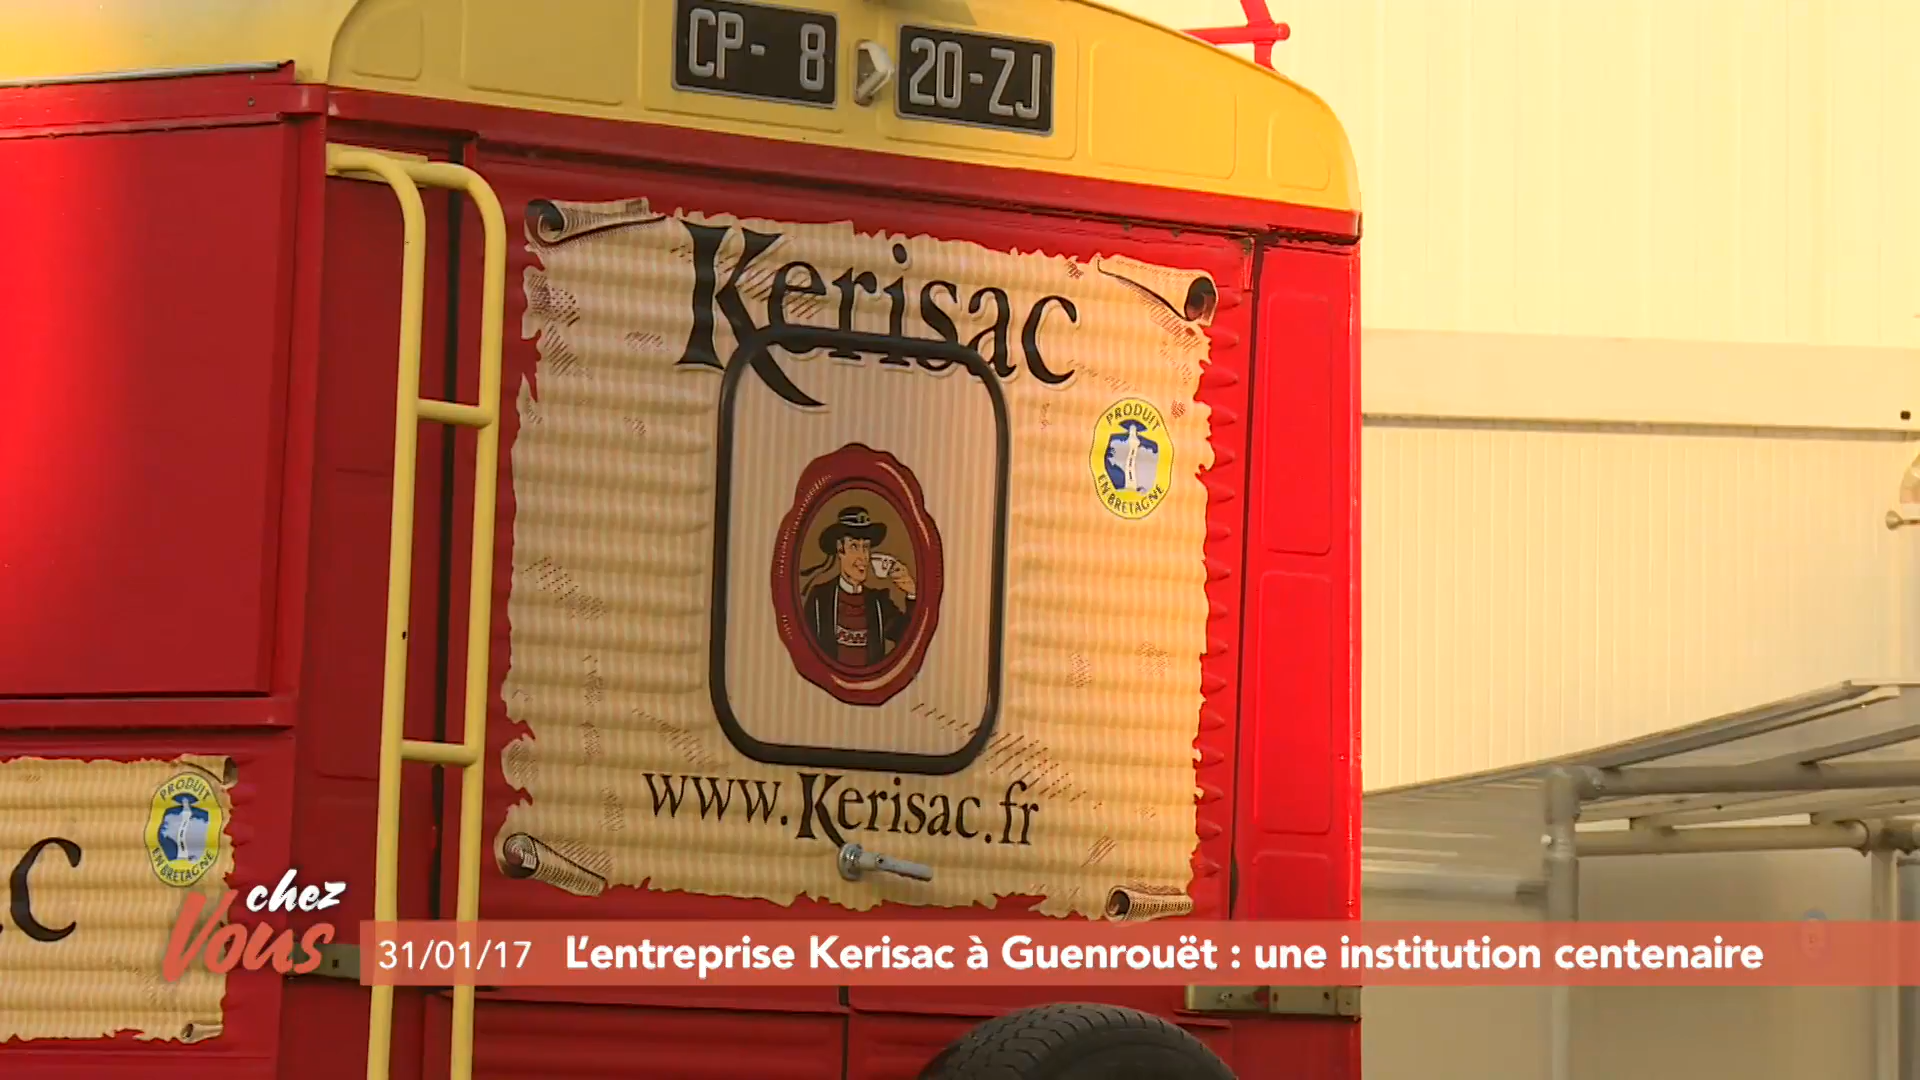 CP- 8
20-ZJ
Kerisac
PRODUIT
EN BRETAGNE
www.Kerisac.fr
PRODUIT
EN BRETAGNE
c
chez
Vous
31/01/17 L'entreprise Kerisac à Guenrouët : une institution centenaire